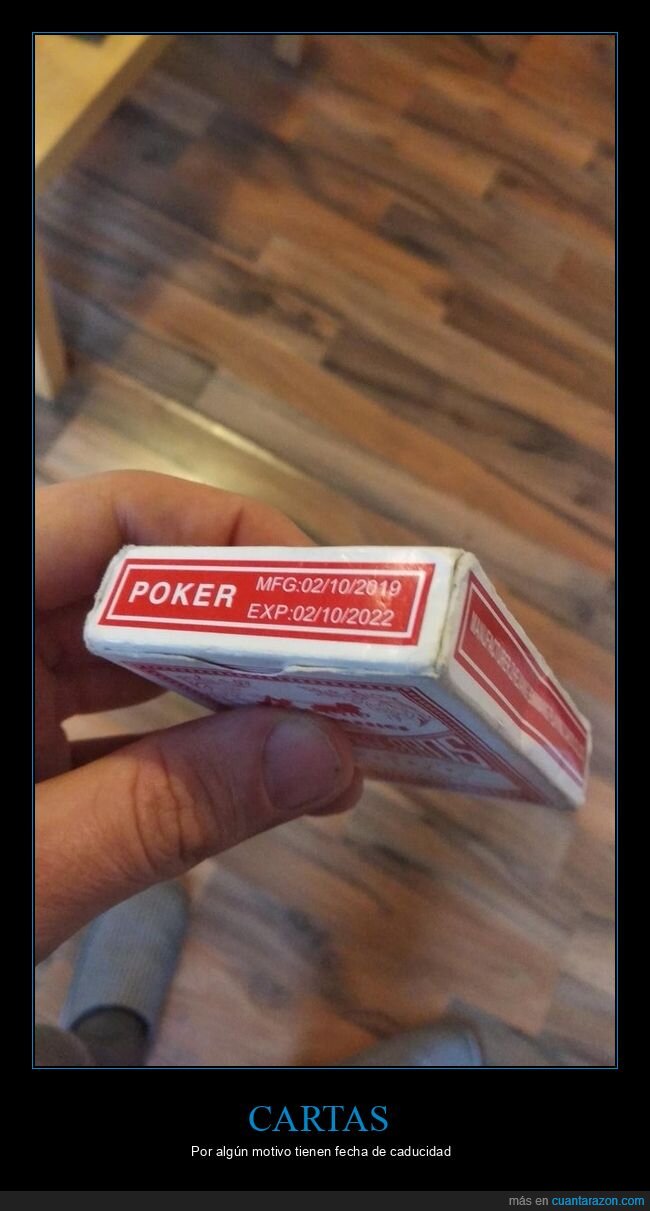 POKER
MFG:02/10/2019
EXP:02/10/2022
CARTAS
Por algún motivo tienen fecha de caducidad
más en cuantarazon.com